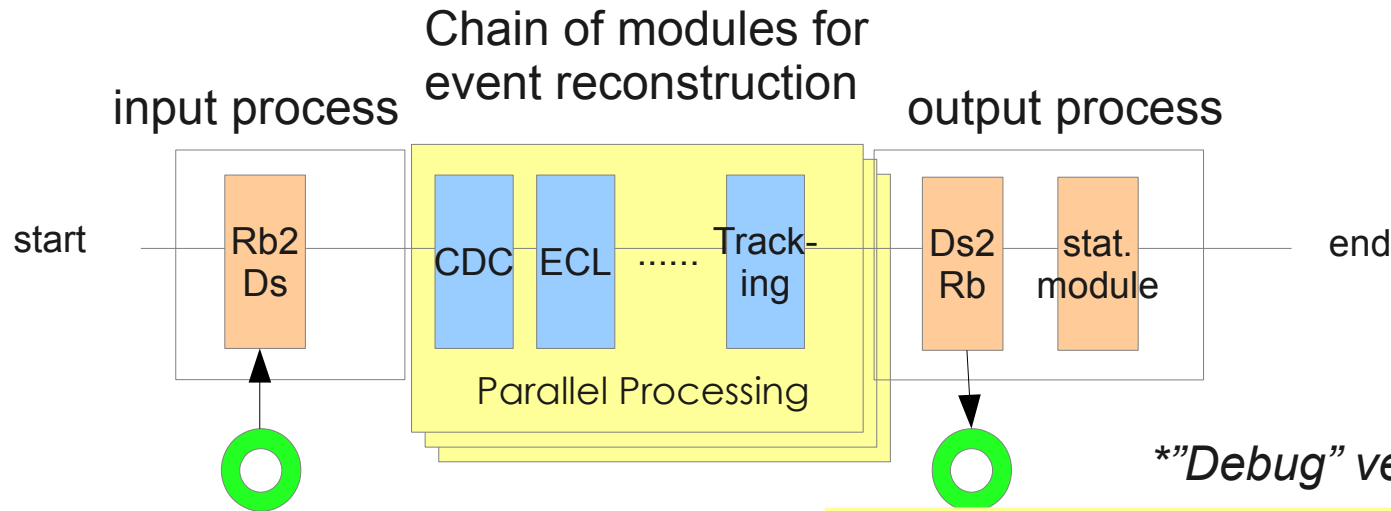 Chain of modules for
event reconstruction
input process
output process
start
Rb2
Ds
CDC
ECL
......
Track-
ing
Ds2
Rb
stat.
module
end
Parallel Processing
*”Debug” ve